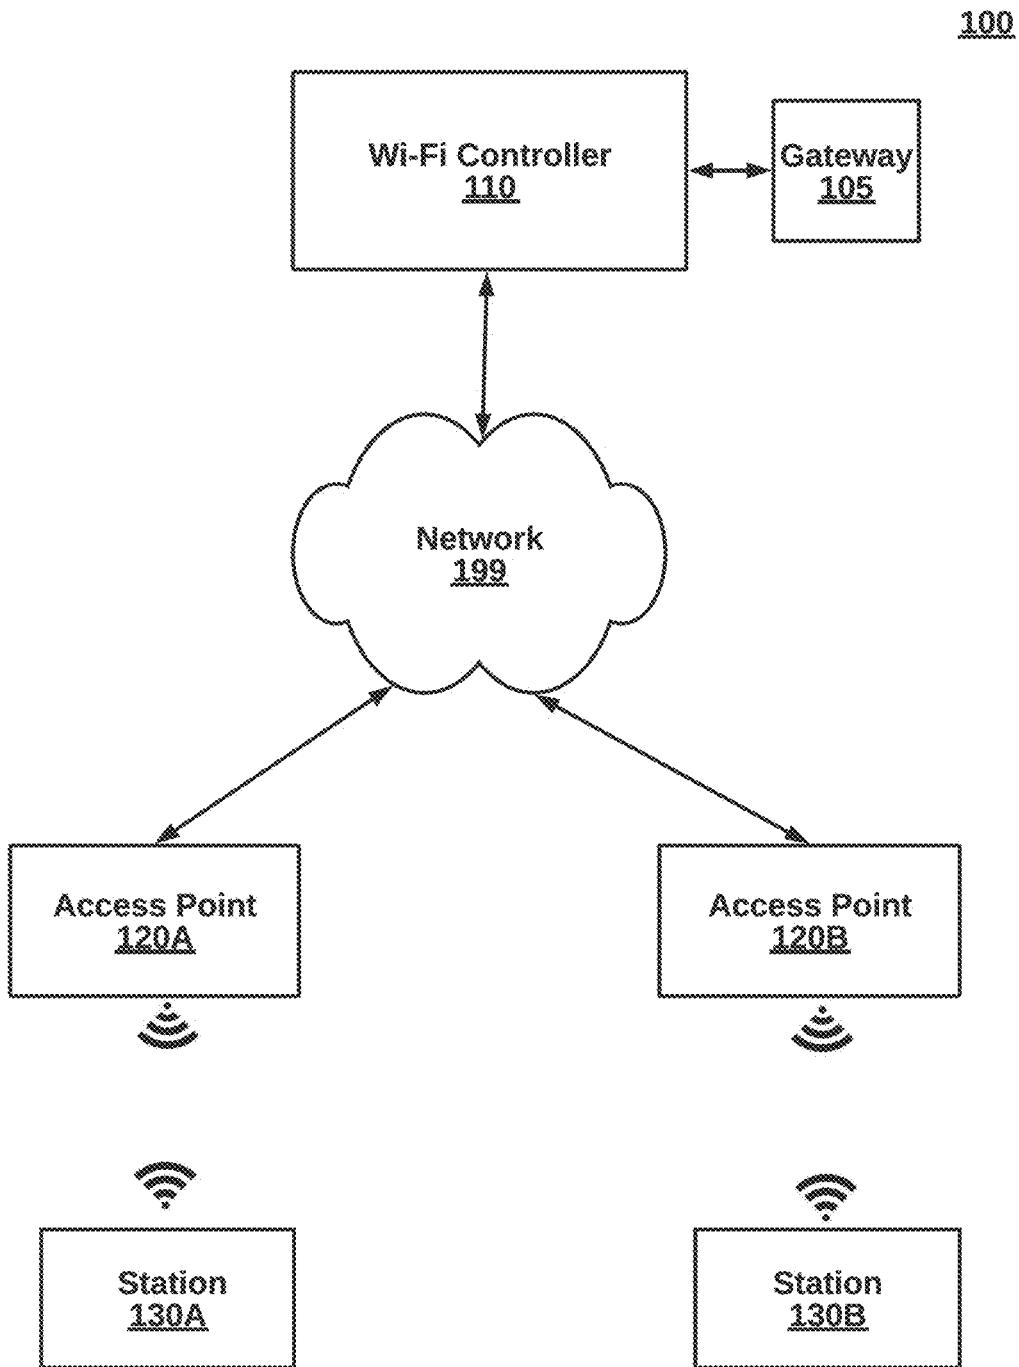 100
Wi-Fi Controller
110
Gateway
105
Network
199
Access Point
120A
Access Point
120B
Station
130A
Station
130B